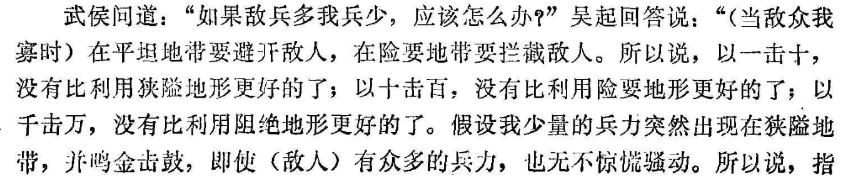 武侯问道：“如果敌兵多我兵少，应该怎么办？”吴起回答说：“（当敌众我
寡时）在平坦地带要避开敌人，在险要地带要拦截敌人。所以说，以一击十，
没有比利用狭隘地形更好的了；以十击百，没有比利用险要地形更好的了；以
千击万，没有比利用阻绝地形更好的了。假设我少量的兵力突然出现在狭隘地
带，并鸣金击鼓，即使（敌人）有众多的兵力，也无不惊慌骚动。所以说，指